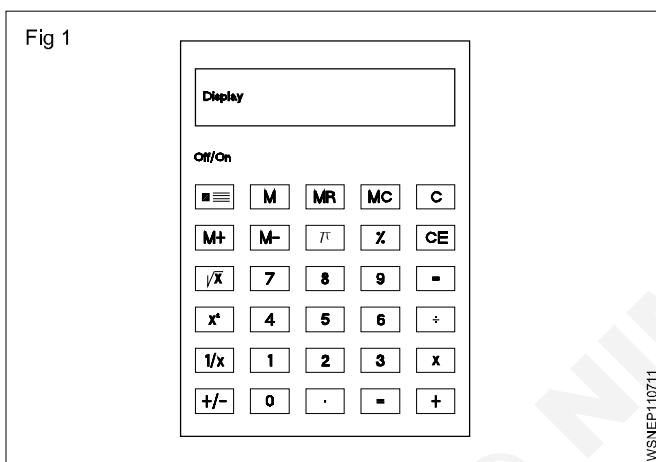 Fig 1
Display
Off/On
M MR MC C
M+ M- π % CE
√x 7 8 9 -
4 5 6 ÷
1/x 1 2 3 x
+/- 0 . = +
WSNEP110711